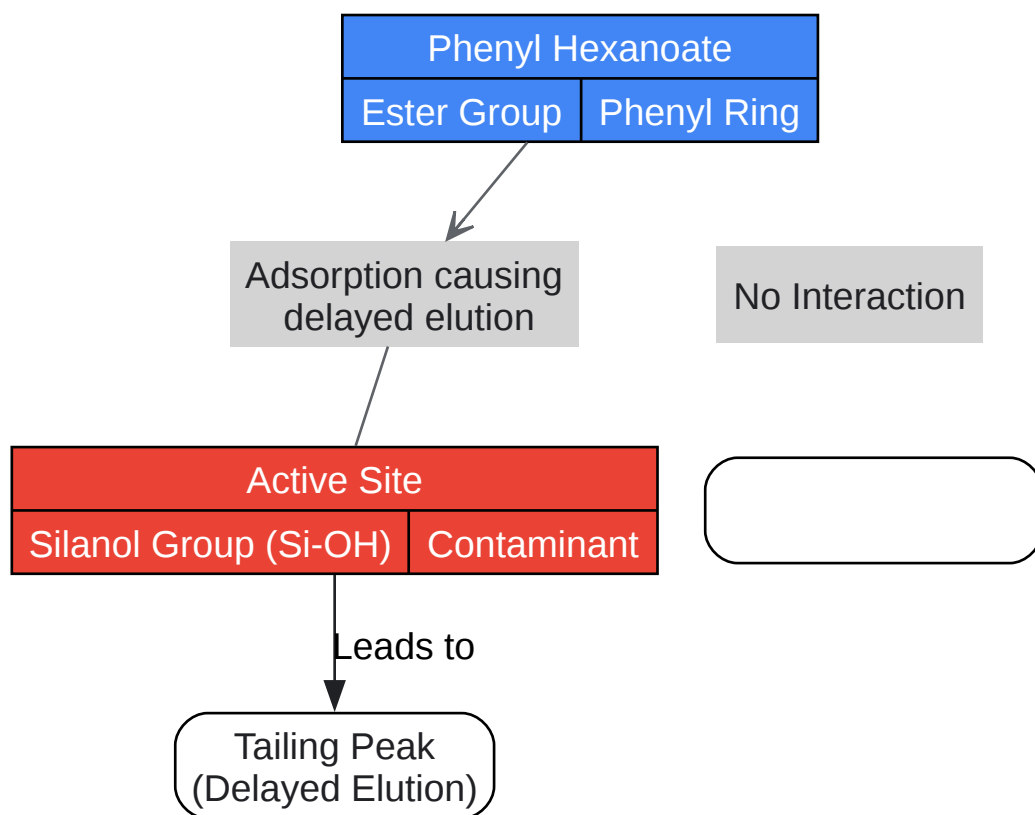 Phenyl Hexanoate
Ester Group
Phenyl Ring
Adsorption causing
delayed elution
No Interaction
Active Site
Silanol Group (Si-OH)
Contaminant
Leads to
Tailing Peak
(Delayed Elution)